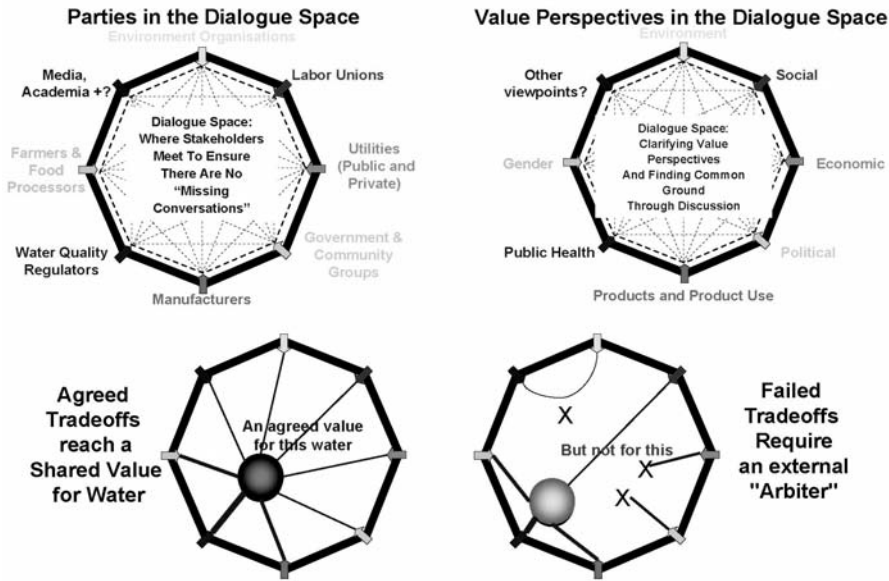 Parties in the Dialogue Space
Environment Organisations
Media,
Academia +?
Labor Unions
Dialogue Space:
Where Stakeholders
Meet To Ensure
There Are No
“Missing
Conversations”
Farmers &
Food
Processors
Utilities
(Public and
Private)
Water Quality
Regulators
Government &
Community
Groups
Manufacturers
Value Perspectives in the Dialogue Space
Environment
Other
viewpoints?
Social
Dialogue Space:
Clarifying Value
Perspectives
And Finding Common
Ground
Through Discussion
Gender
Economic
Public Health
Political
Products and Product Use
Agreed
Tradeoffs
reach a
Shared Value
for Water
An agreed value
for this water
X
But not for this
X
X
Failed
Tradeoffs
Require
an external
"Arbiter"